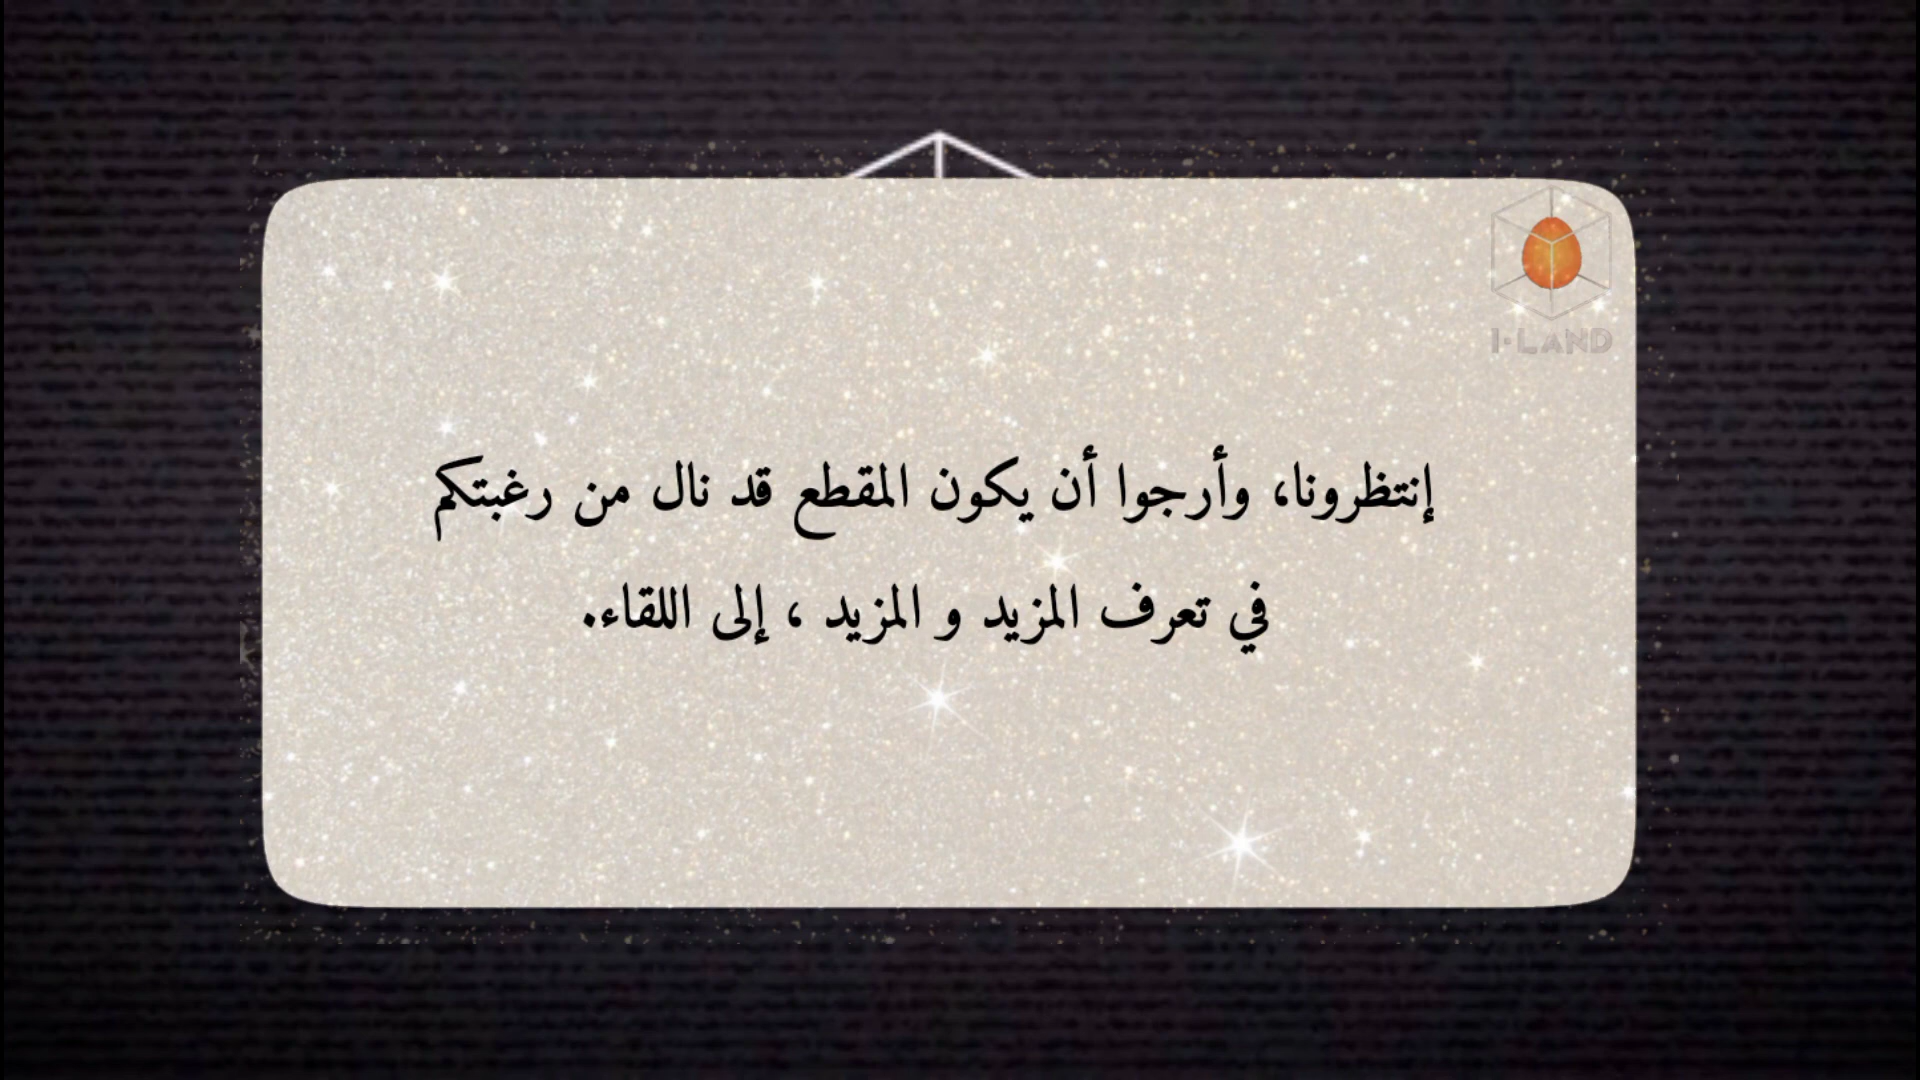 I·LAND
إنتظرونا، وأرجوا أن يكون المقطع قد نال من رغبتكم
في تعرف المزيد و المزيد ، إلى اللقاء.